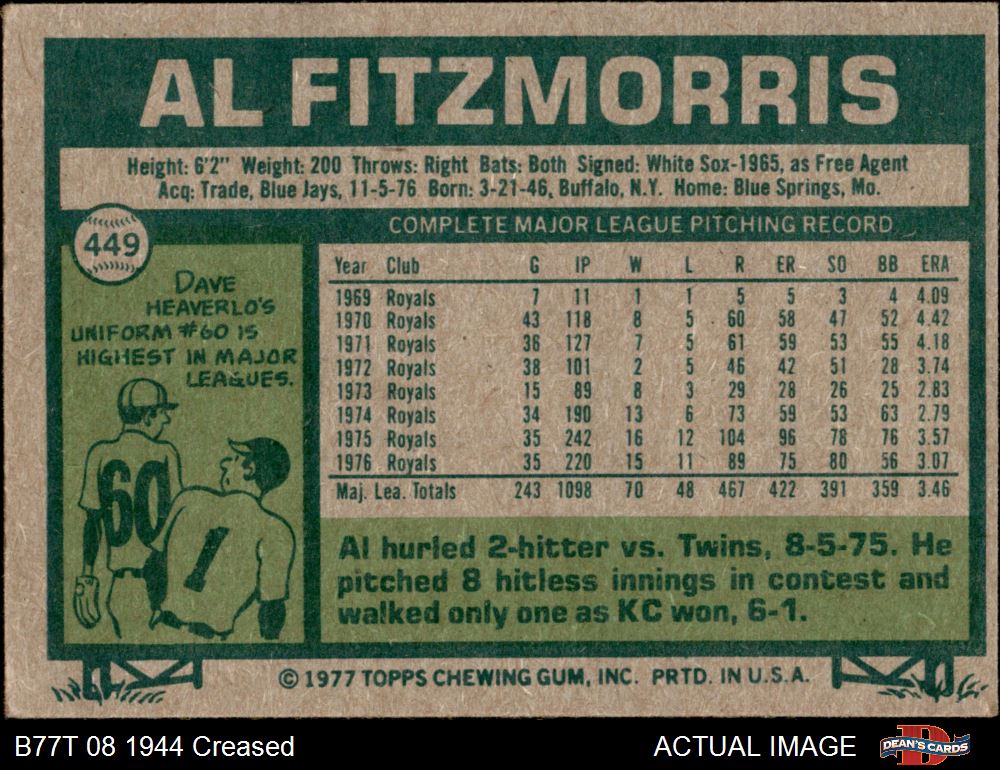 AL FITZMORRIS
Height: 6'2" Weight: 200 Throws: Right Bats: Both Signed: White Sox-1965, as Free Agent
Acq: Trade, Blue Jays, 11-5-76 Born: 3-21-46, Buffalo, N.Y. Home: Blue Springs, Mo.
449
DAVE
HEAVERLO'S
UNIFORM #60 IS
HIGHEST IN MAJOR
LEAGUES.
60
1
COMPLETE MAJOR LEAGUE PITCHING RECORD
Year Club G IP W L R ER SO BB ERA
1969 Royals 7 11 1 1 5 5 3 4 4.09
1970 Royals 43 118 8 5 60 58 47 52 4.42
1971 Royals 36 127 7 5 61 59 53 55 4.18
1972 Royals 38 101 2 5 46 42 51 28 3.74
1973 Royals 15 89 8 3 29 28 26 25 2.83
1974 Royals 34 190 13 6 73 59 53 63 2.79
1975 Royals 35 242 16 12 104 96 78 76 3.57
1976 Royals 35 220 15 11 89 75 80 56 3.07
Maj. Lea. Totals 243 1098 70 48 467 422 391 359 3.46
Al hurled 2-hitter vs. Twins, 8-5-75. He
pitched 8 hitless innings in contest and
walked only one as KC won, 6-1.
© 1977 TOPPS CHEWING GUM, INC. PRTD. IN U.S.A.
B77T 08 1944 Creased
ACTUAL IMAGE
D
DEAN'S CARDS